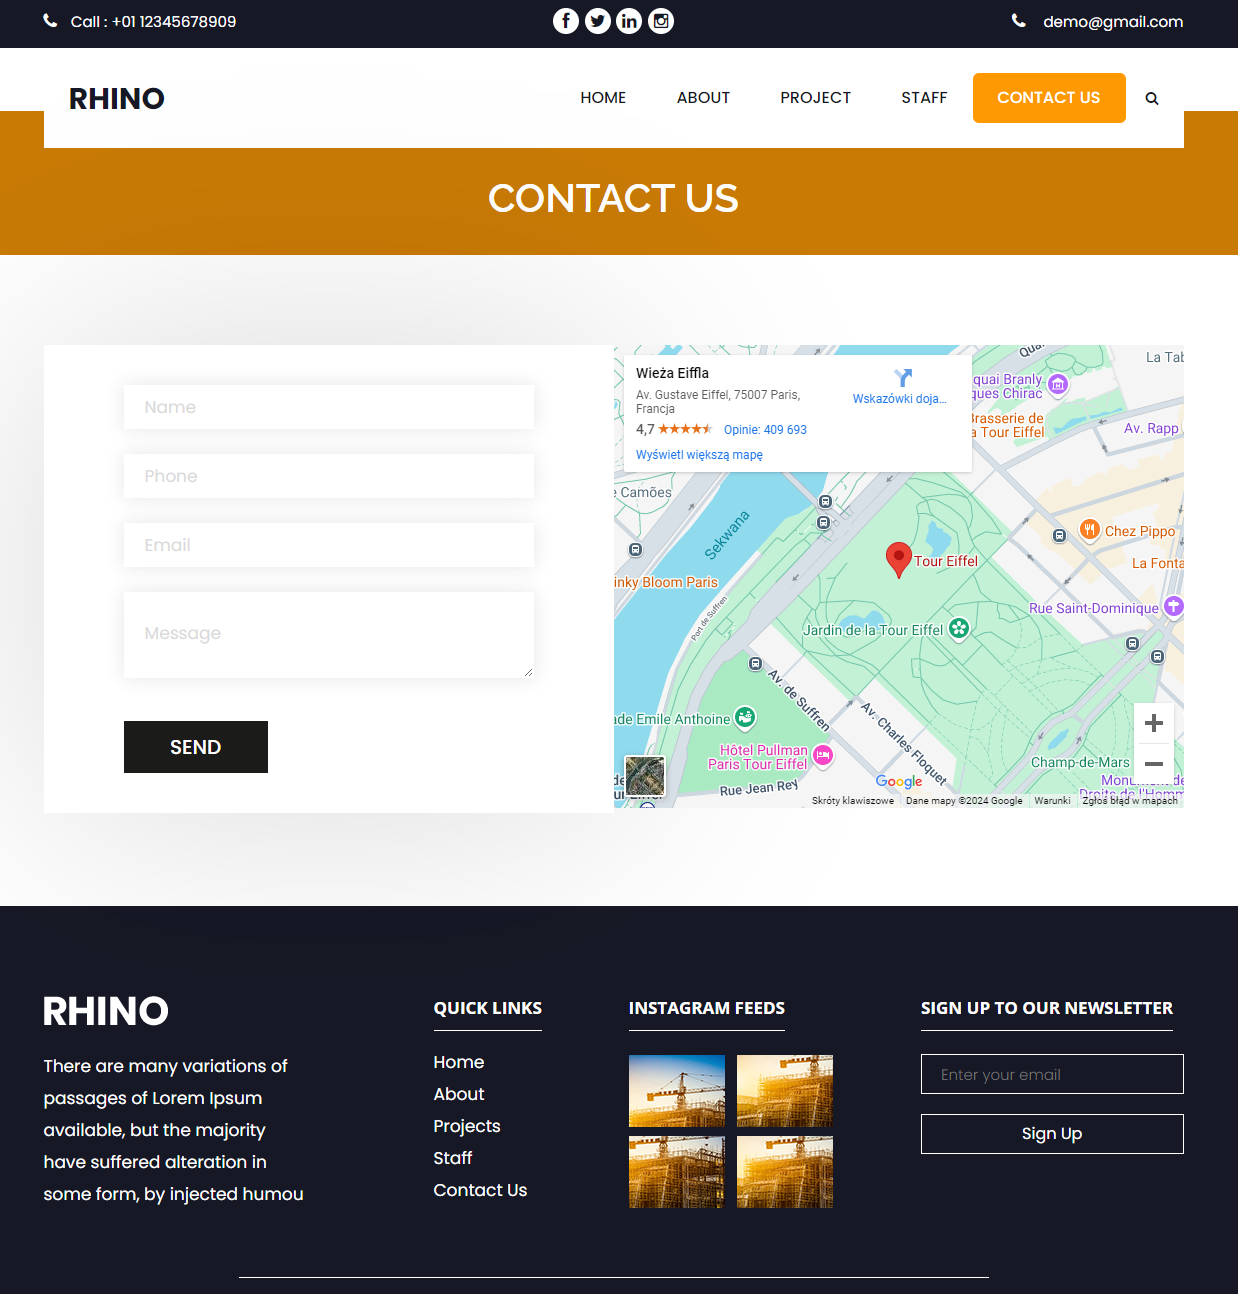 Call : +01 12345678909
demo@gmail.com
RHINO
HOME
ABOUT
PROJECT
STAFF
CONTACT US
CONTACT US
Name
Phone
Email
Message
SEND
Wieża Eiffla
Av. Gustave Eiffel, 75007 Paris,
Francja
4,7
Opinie: 409 693
Wyświetl większą mapę
Wskazówki doja...
La Tab
quai Branly
ques Chirac
Brasserie de
a Tour Eiffel
Av. Rapp
e Camões
Sekwana
Chez Pippo
Tour Eiffel
La Fonta
inky Bloom Paris
Port de Suffren
Rue Saint-Dominique
Jardin de la Tour Eiffel
Av. de Suffren
Av. Charles Floquet
ade Emile Anthoine
Hôtel Pullman
Paris Tour Eiffel
Champ-de-Mars
Rue Jean Rey
Google
Skróty klawiszowe
Dane mapy ©2024 Google
Warunki
Zgłoś błąd w mapach
RHINO
There are many variations of
passages of Lorem Ipsum
available, but the majority
have suffered alteration in
some form, by injected humou
QUICK LINKS
Home
About
Projects
Staff
Contact Us
INSTAGRAM FEEDS
SIGN UP TO OUR NEWSLETTER
Enter your email
Sign Up